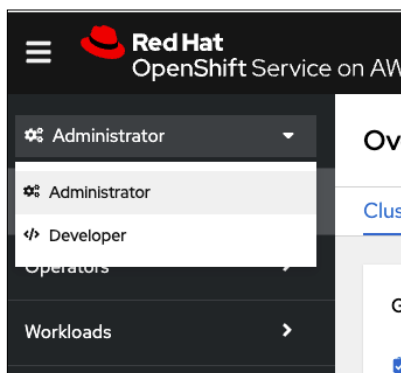 Red Hat
OpenShift Service on AW
Administrator
Ov
Administrator
Clus
Developer
Operators
G
Workloads